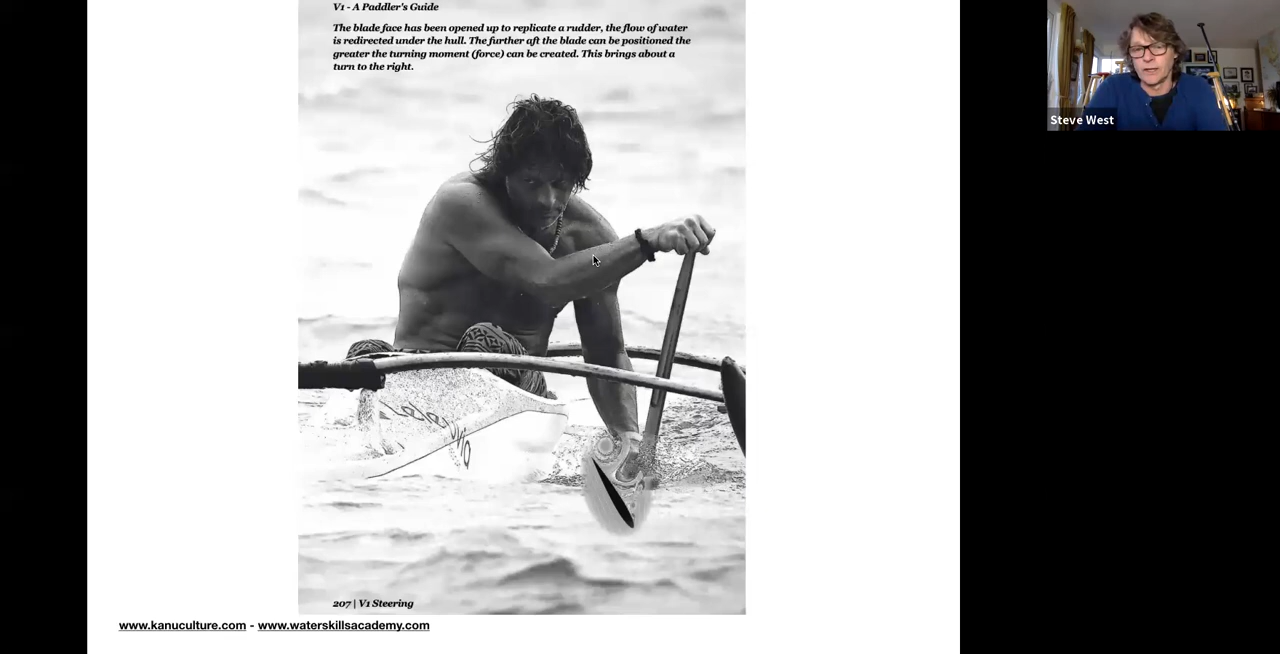 V1 - A Paddler's Guide
The blade face has been opened up to replicate a rudder, the flow of water
is redirected under the hull. The further aft the blade can be positioned the
greater the turning moment (force) can be created. This brings about a
turn to the right.
Steve West
207 | V1 Steering
www.kanuculture.com - www.waterskillsacademy.com